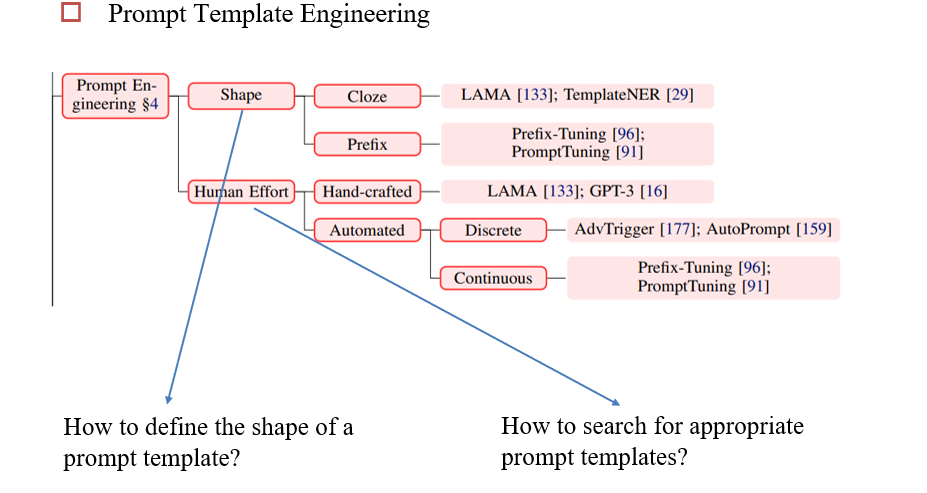 Prompt Template Engineering
Prompt En-
gineering §4
Shape
Cloze
LAMA [133]; TemplateNER [29]
Prefix
Prefix-Tuning [96];
PromptTuning [91]
Human Effort
Hand-crafted
LAMA [133]; GPT-3 [16]
Automated
Discrete
AdvTrigger [177]; AutoPrompt [159]
Continuous
Prefix-Tuning [96];
PromptTuning [91]
How to define the shape of a
prompt template?
How to search for appropriate
prompt templates?